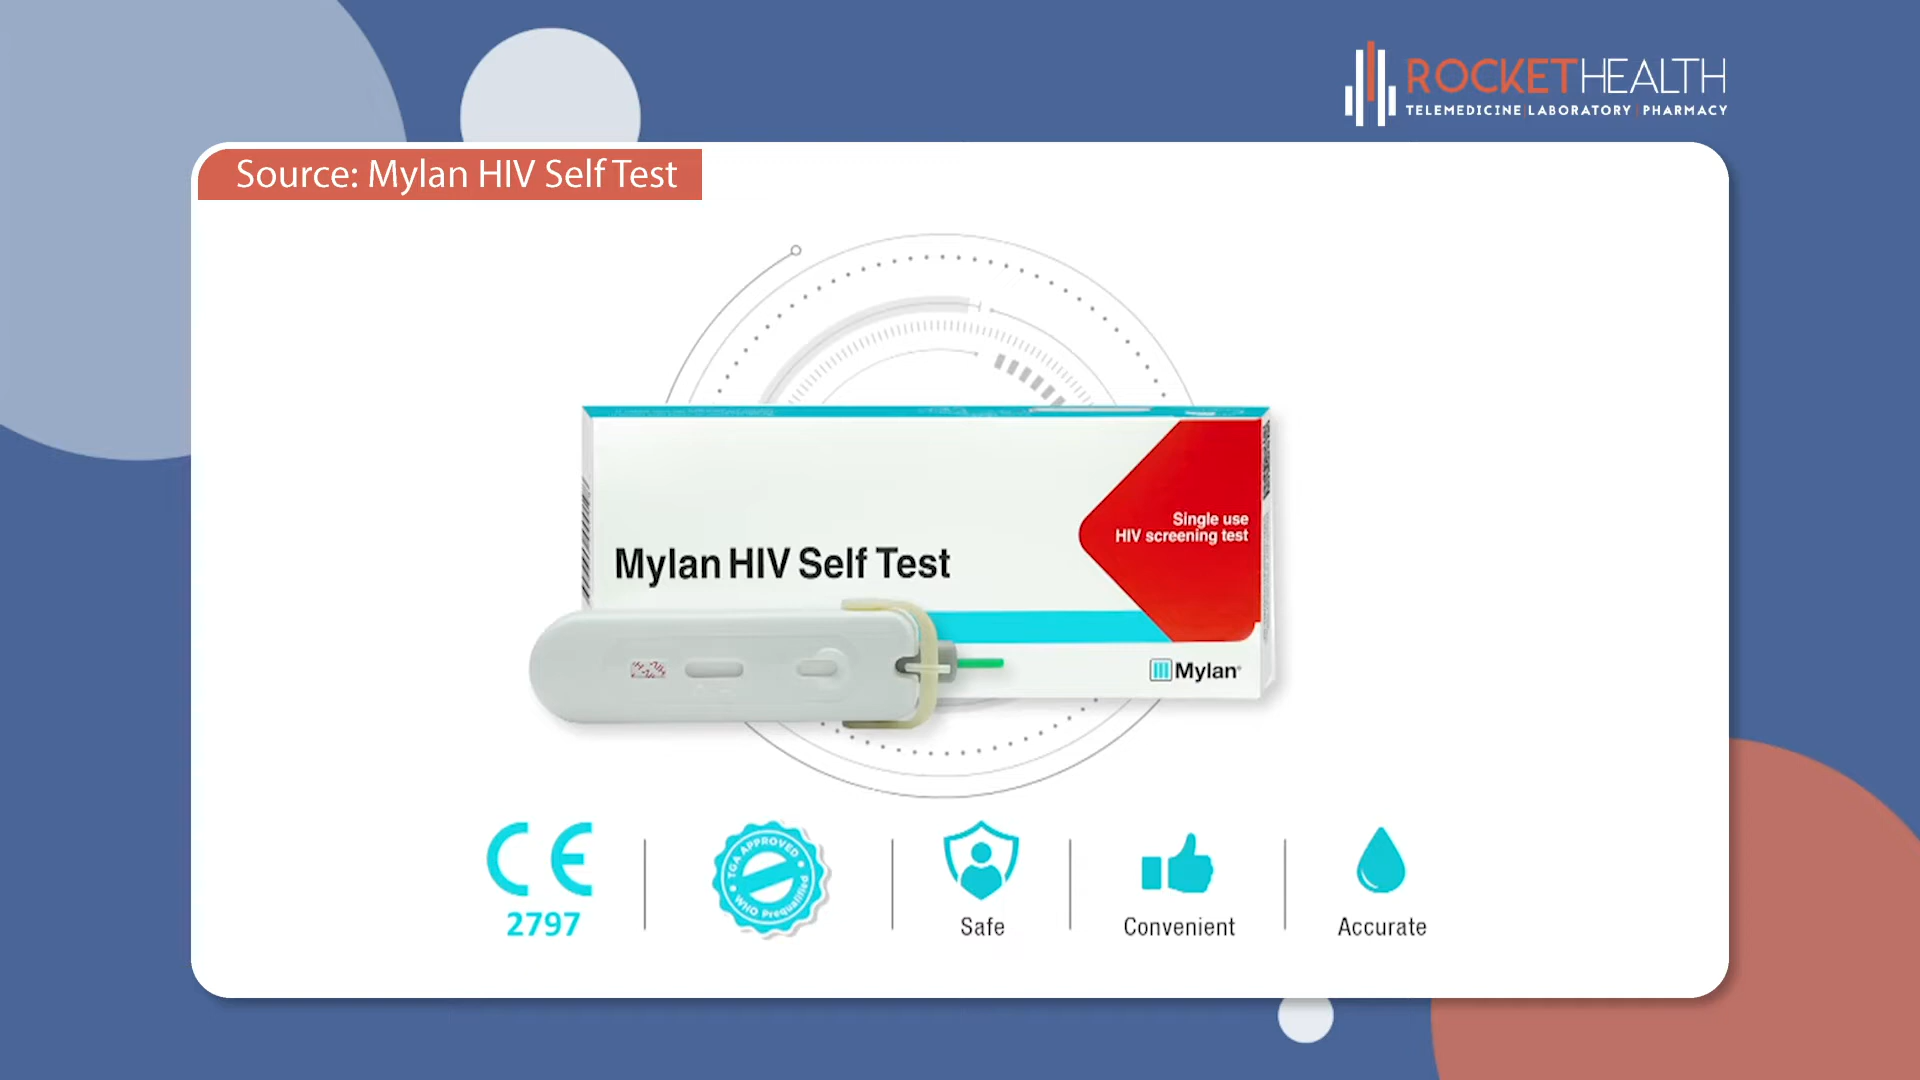 ROCKETHEALTH
TELEMEDICINE LABORATORY PHARMACY
Source: Mylan HIV Self Test
Single use
HIV screening test
Mylan HIV Self Test
Mylan
CE
2797
TGA APPROVED
WHO Prequalified
Safe
Convenient
Accurate